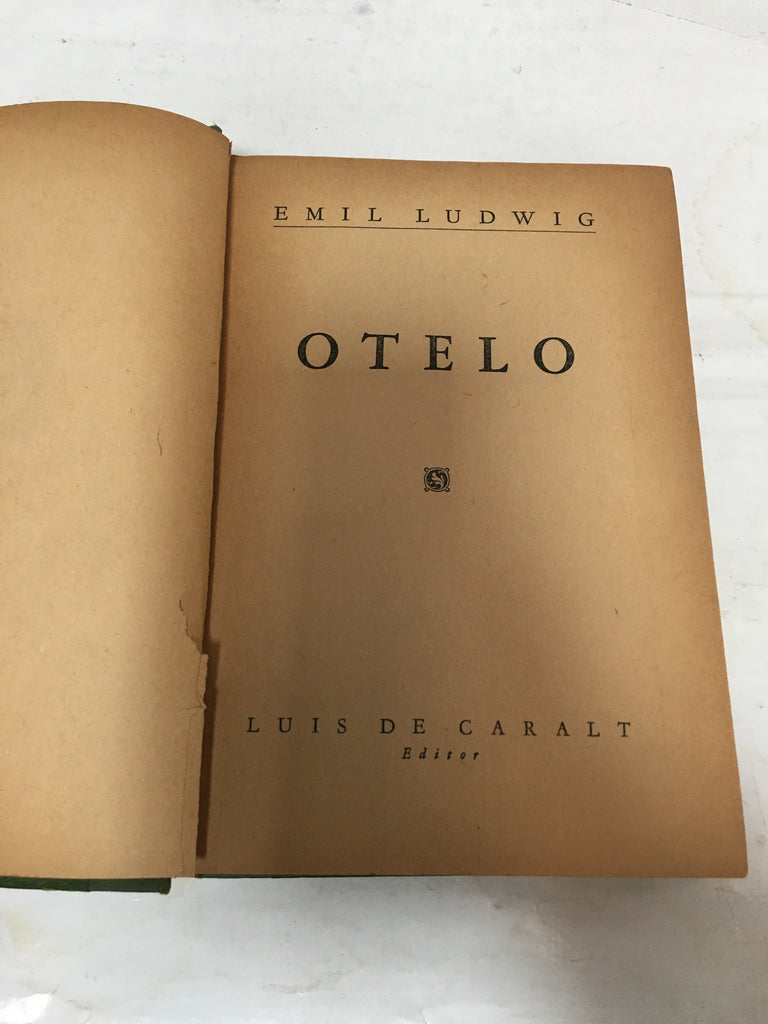 EMIL LUDWIG
OTELO
LUIS DE CARALT
Editor